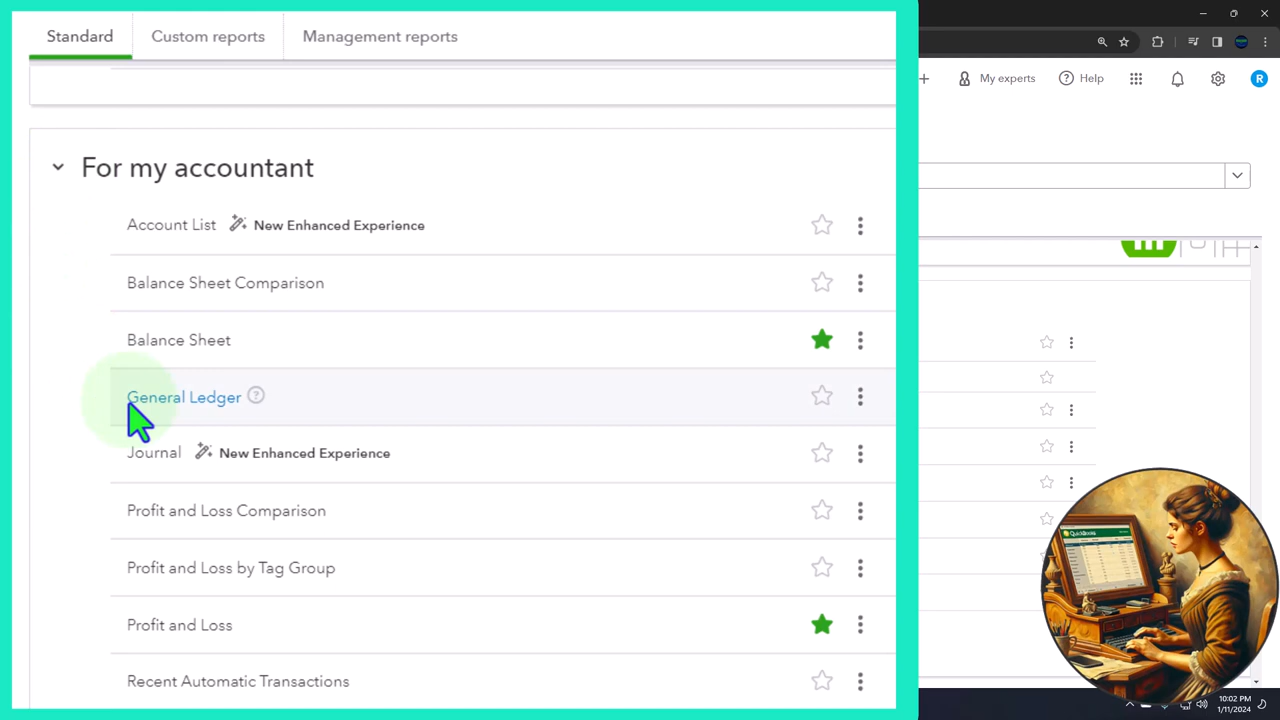 Standard
Custom reports
Management reports
My experts
Help
R
For my accountant
Account List New Enhanced Experience
Balance Sheet Comparison
Balance Sheet
General Ledger ?
Journal New Enhanced Experience
Profit and Loss Comparison
Profit and Loss by Tag Group
Profit and Loss
Recent Automatic Transactions
QuickBooks
10:02 PM
1/11/2024